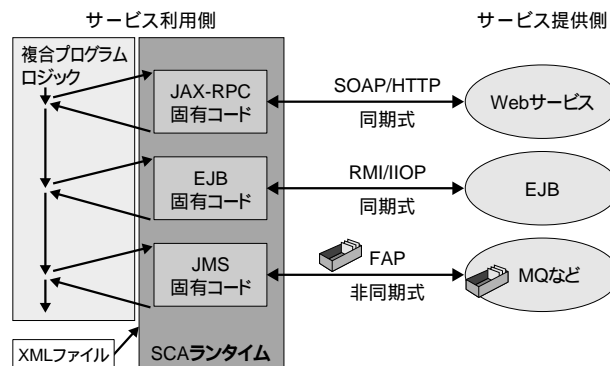 サービス利用側
サービス提供側
複合プログラム
ロジック
JAX-RPC
固有コード
SOAP/HTTP
同期式
Webサービス
EJB
固有コード
RMI/IIOP
同期式
EJB
JMS
固有コード
FAP
非同期式
MQなど
XMLファイル
SCAランタイム